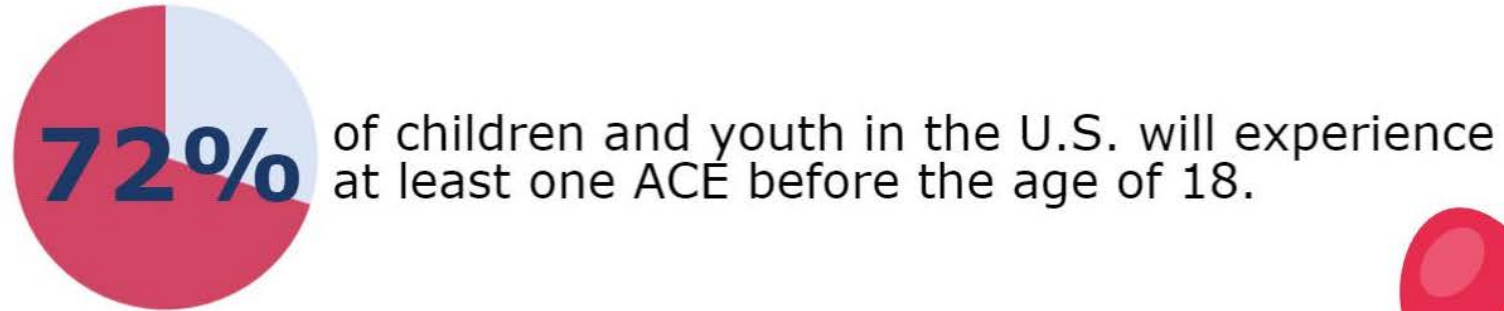 72%
of children and youth in the U.S. will experience
at least one ACE before the age of 18.